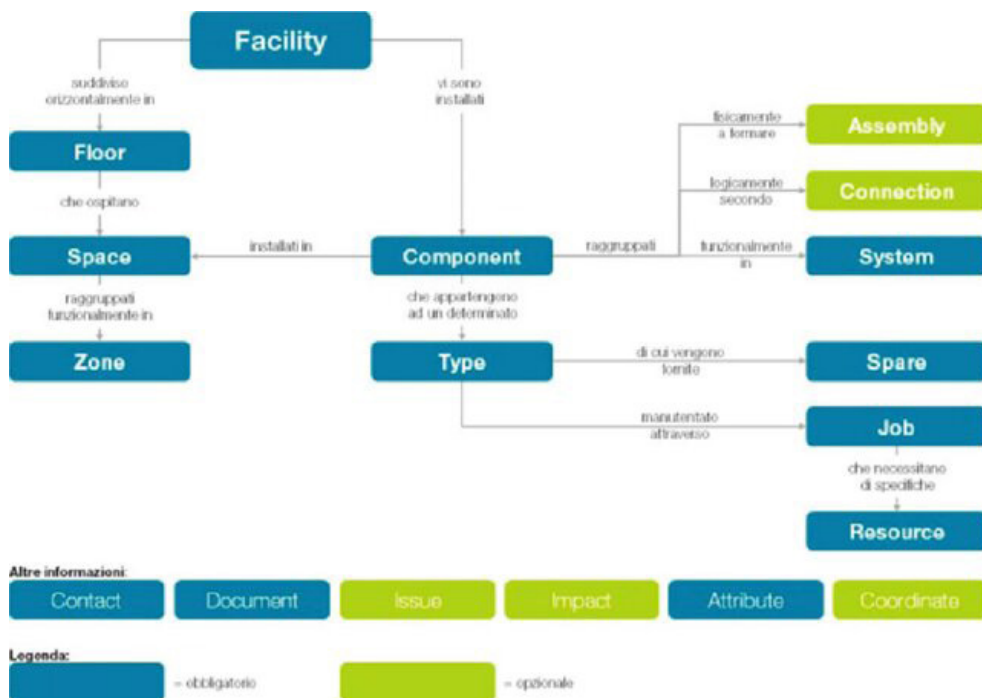 Facility
suddiviso
orizzontalmente in
vi sono
installati
fisicamente
a formare
Assembly
Floor
logicamente
secondo
Connection
che ospitano
Space
installati in
Component
raggruppati
funzionalmente
in
System
raggruppati
funzionalmente in
che appartengono
ad un determinato
Zone
Type
di cui vengono
fornite
Spare
manutentato
attraverso
Job
che necessitano
di specifiche
Resource
Altre informazioni:
Contact
Document
Issue
Impact
Attribute
Coordinate
Legenda:
= obbligatorio
= opzionale